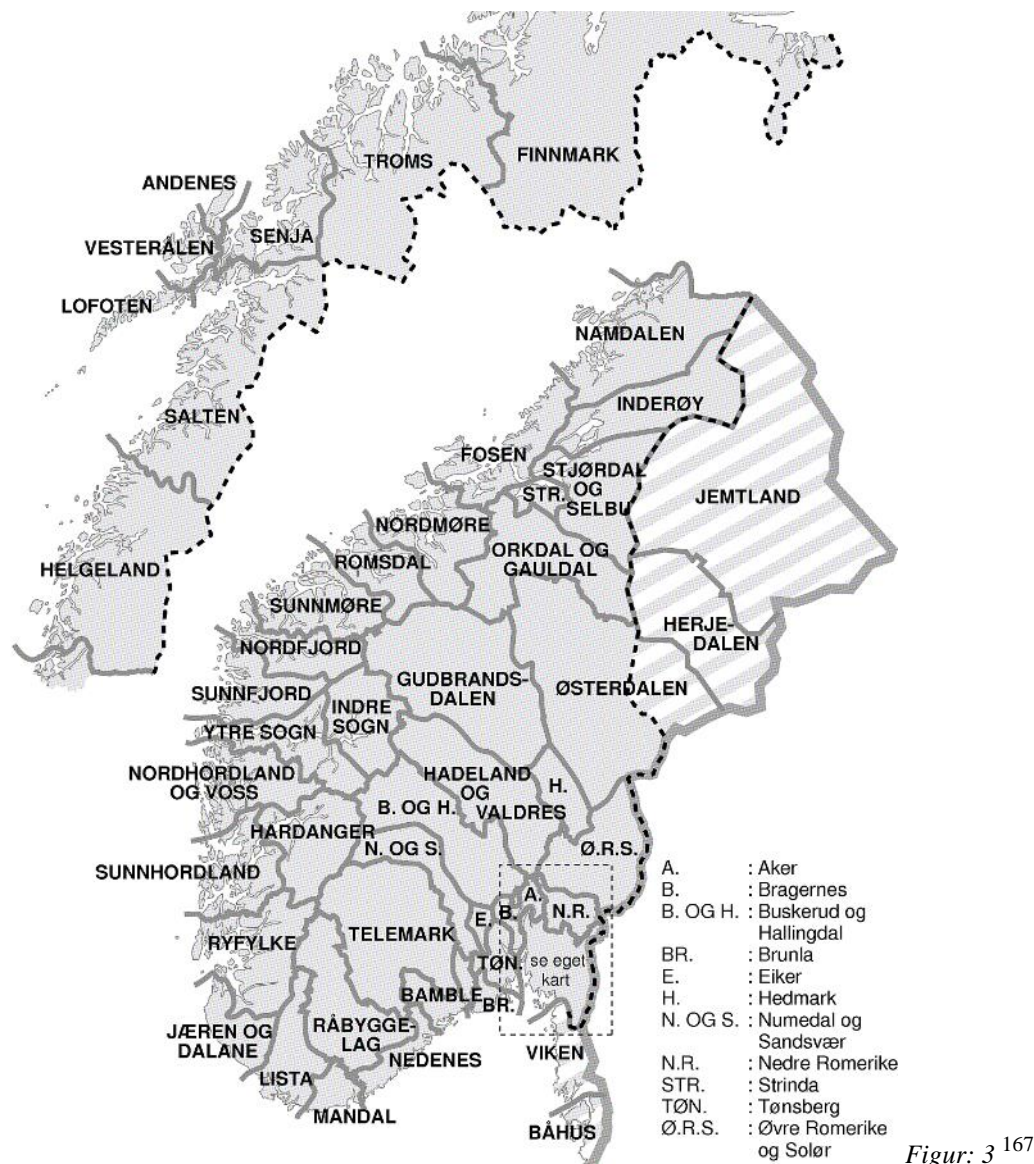 ANDENES
TROMS
FINNMARK
VESTERÅLEN
SENJA
LOFOTEN
SALTEN
HELGELAND
NAMDALEN
INDERØY
FOSEN
STJØRDAL
OG
SELBU
STR.
JEMTLAND
NORDMØRE
ORKDAL OG
GAULDAL
ROMSDAL
SUNNMØRE
HERJE-
DALEN
NORDFJORD
GUDBRANDS-
DALEN
ØSTERDALEN
SUNNFJORD
INDRE
SOGN
YTRE SOGN
NORDHORDLAND
OG VOSS
HADELAND
OG
VALDRES
H.
B. OG H.
HARDANGER
N. OG S.
Ø.R.S.
SUNNHORDLAND
A.
B.
N.R.
E.
RYFYLKE
TELEMARK
TØN.
se eget
kart
BAMBLE
BR.
JÆREN OG
DALANE
RÅBYGGE-
LAG
NEDENES
VIKEN
LISTA
MANDAL
BÅHUS
A. : Aker
B. : Bragernes
B. OG H. : Buskerud og
Hallingdal
BR. : Brunla
E. : Eiker
H. : Hedmark
N. OG S. : Numedal og
Sandsvær
N.R. : Nedre Romerike
STR. : Strinda
TØN. : Tønsberg
Ø.R.S. : Øvre Romerike
og Solør
Figur: 3 167